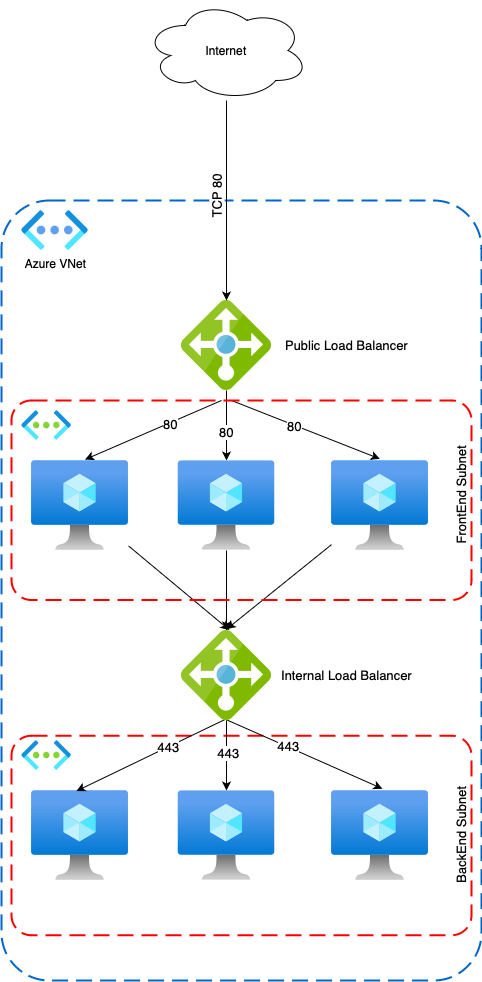 Internet
TCP 80
Azure VNet
Public Load Balancer
80
80
80
FrontEnd Subnet
Internal Load Balancer
443
443
443
BackEnd Subnet